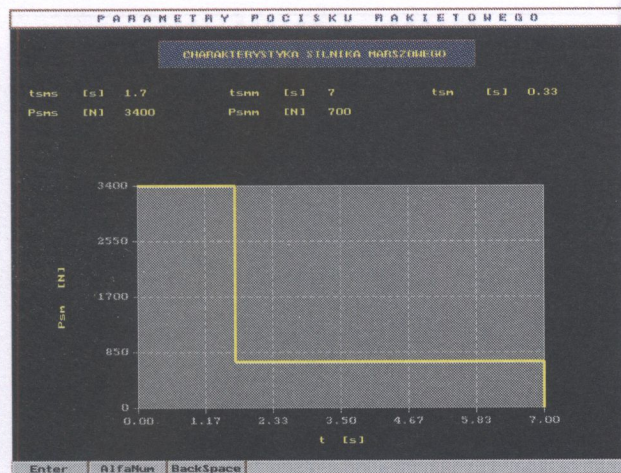 PARAMETRY POCISKU RAKIETOWEGO
CHARAKTERYSTYKA SILNIKA MARSZOWEGO
tsms [s] 1.7 tsmm [s] 7 tsm [s] 0.33
Psms [N] 3400 Psmm [N] 700
3400
2550
1700
850
0
Psm [N]
0.00 1.17 2.33 3.50 4.67 5.83 7.00
t [s]
Enter AlfaNum BackSpace